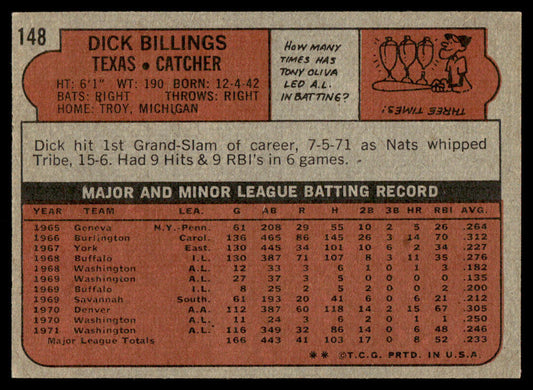 148
DICK BILLINGS
TEXAS • CATCHER
HT: 6'1" WT: 190 BORN: 12-4-42
BATS: RIGHT THROWS: RIGHT
HOME: TROY, MICHIGAN
HOW MANY
TIMES HAS
TONY OLIVA
LED A.L.
IN BATTING?
THREE TIMES!
Dick hit 1st Grand-Slam of career, 7-5-71 as Nats whipped
Tribe, 15-6. Had 9 Hits & 9 RBI's in 6 games.
MAJOR AND MINOR LEAGUE BATTING RECORD
YEAR TEAM LEA. G AB R H 2B 3B HR RBI AVG.
1965 Geneva N.Y.-Penn. 61 208 29 55 10 2 5 26 .264
1966 Burlington Carol. 136 465 86 145 26 3 14 70 .312
1967 York East. 130 444 34 101 10 6 2 34 .227
1968 Buffalo I.L. 130 387 71 107 8 3 11 35 .276
1968 Washington A.L. 12 33 3 6 1 0 1 3 .182
1969 Washington A.L. 27 37 3 5 0 0 0 0 .135
1969 Buffalo I.L. 8 25 2 5 0 0 0 2 .200
1969 Savannah South. 61 193 20 41 6 0 6 21 .212
1970 Denver A.A. 112 387 60 118 14 2 15 67 .305
1970 Washington A.L. 11 24 3 6 2 0 1 1 .250
1971 Washington A.L. 116 349 32 86 14 0 6 48 .246
Major League Totals 166 443 41 103 17 0 8 52 .233
** ©T.C.G. PRTD. IN U.S.A